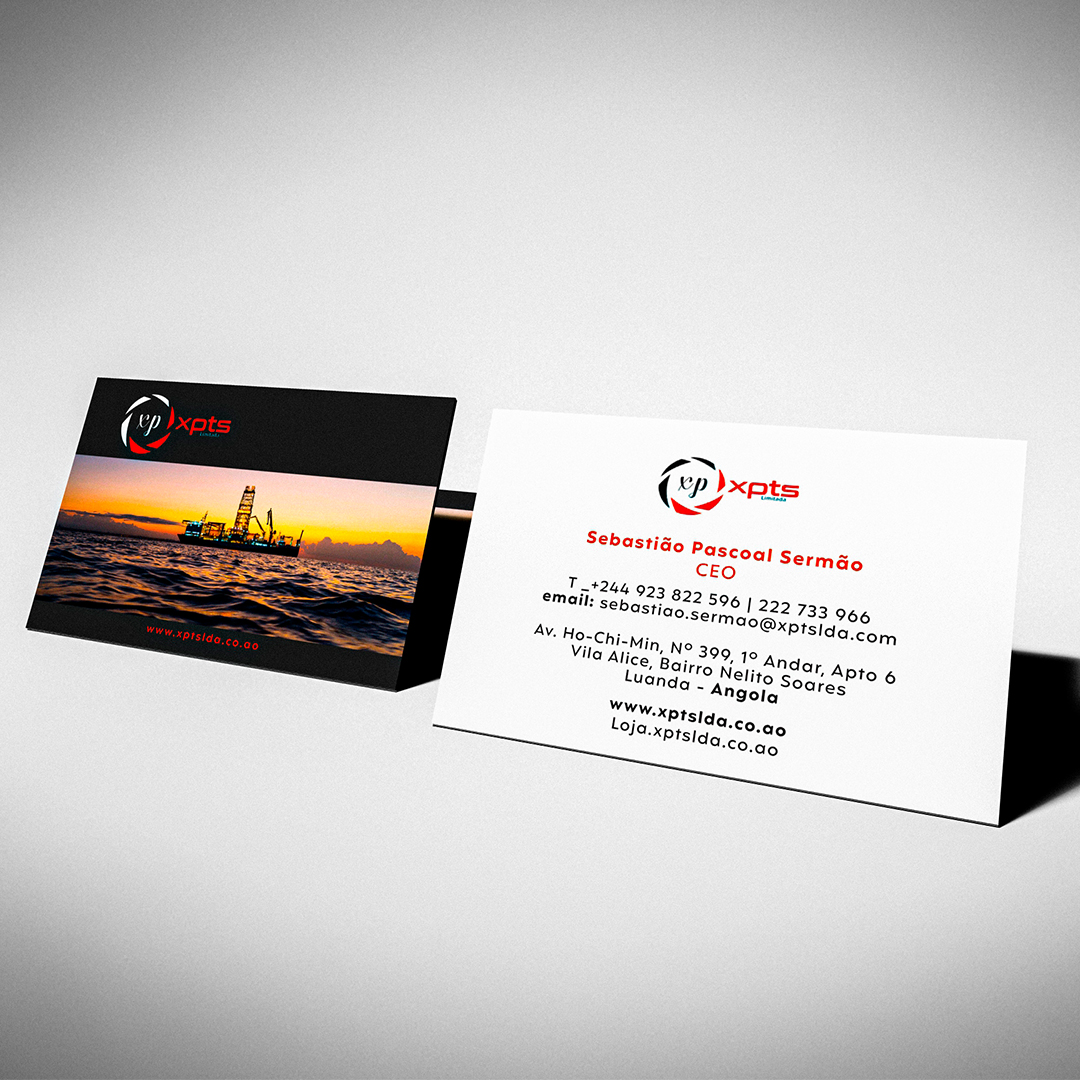 xp xpts
Limitada
www.xptslda.co.ao
xp xpts
Limitada
Sebastião Pascoal Sermão
CEO
T _+244 923 822 596 | 222 733 966
email: sebastiao.sermao@xptslda.com
Av. Ho-Chi-Min, Nº 399, 1º Andar, Apto 6
Vila Alice, Bairro Nelito Soares
Luanda - Angola
www.xptslda.co.ao
Loja.xptslda.co.ao